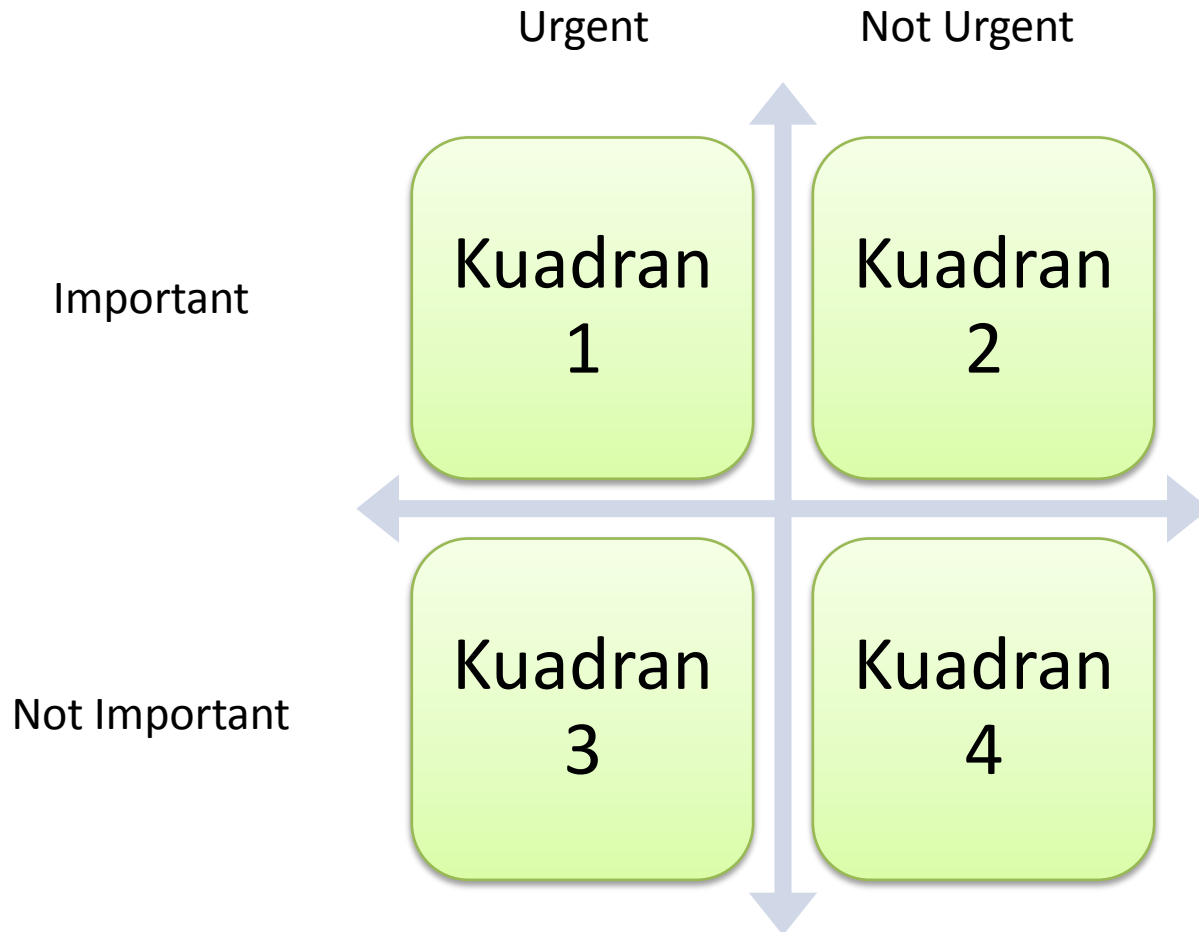 Urgent Not Urgent
Important
Kuadran
1
Kuadran
2
Not Important
Kuadran
3
Kuadran
4